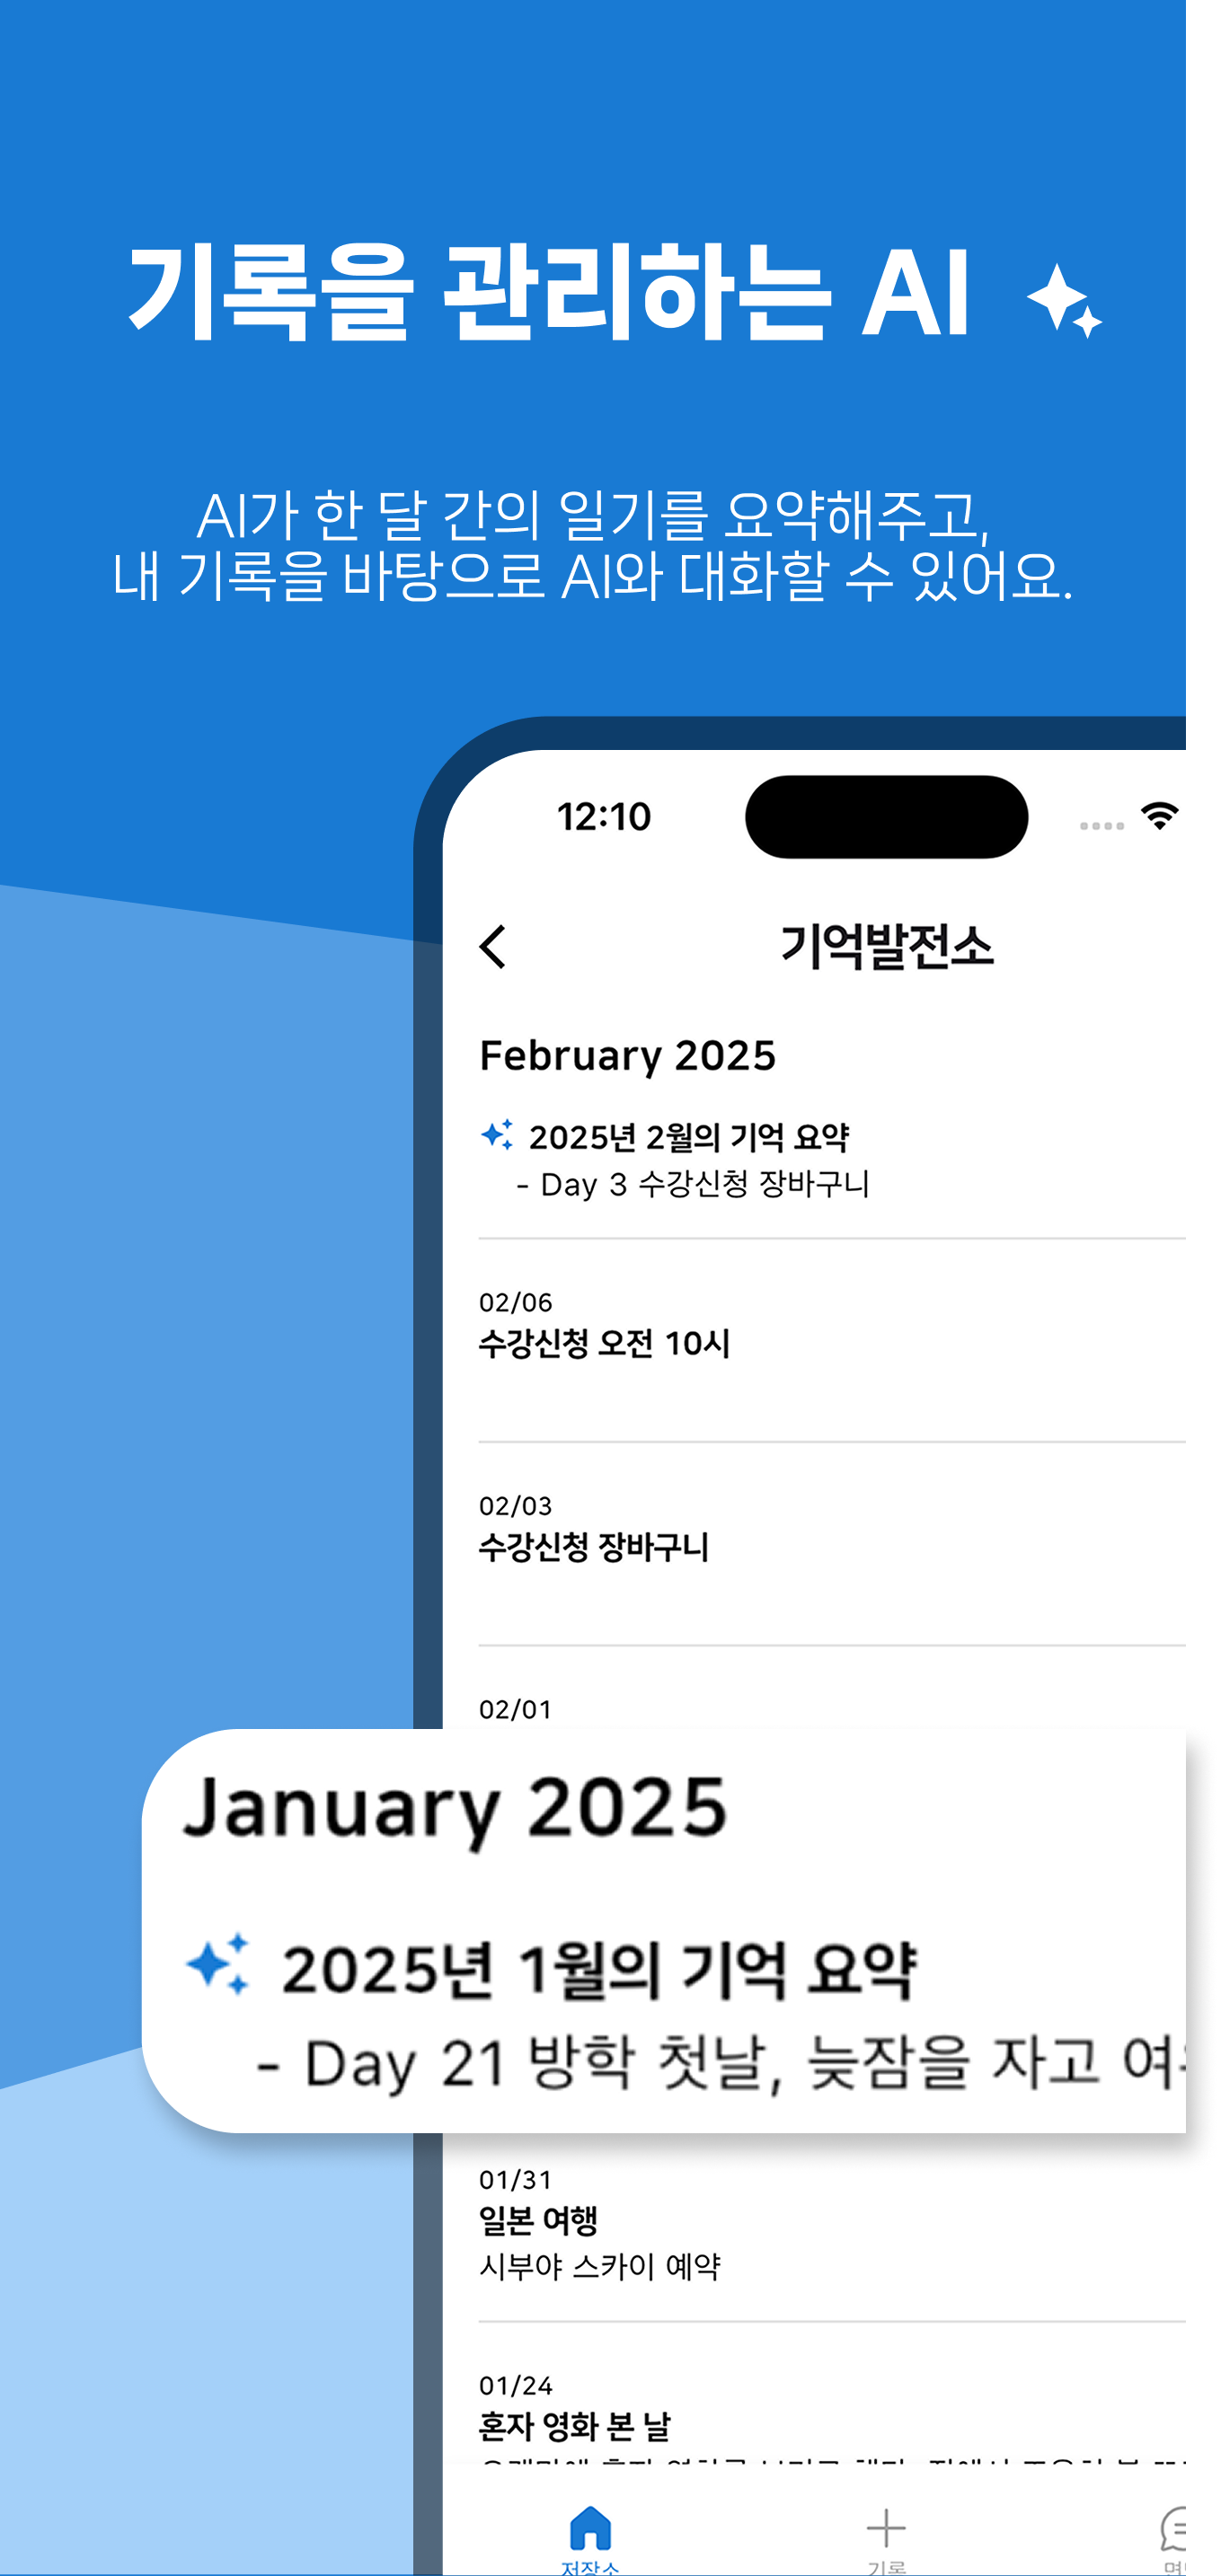 기록을 관리하는 AI
AI가 한 달 간의 일기를 요약해주고,
내 기록을 바탕으로 AI와 대화할 수 있어요.
12:10
기억발전소
February 2025
2025년 2월의 기억 요약
- Day 3 수강신청 장바구니
02/06
수강신청 오전 10시
02/03
수강신청 장바구니
02/01
January 2025
2025년 1월의 기억 요약
- Day 21 방학 첫날, 늦잠을 자고
01/31
일본 여행
시부야 스카이 예약
01/24
혼자 영화 본 날
저장소
기록